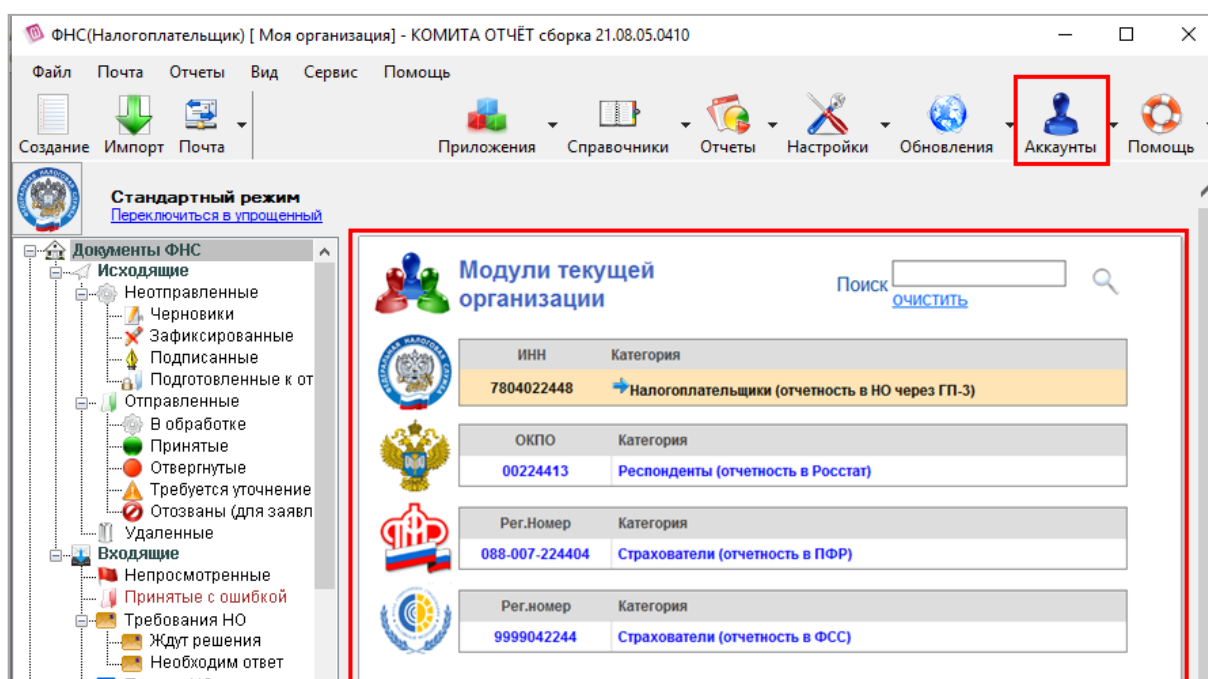 ФНС(Налогоплательщик) [ Моя организация] - КОМИТА ОТЧЁТ сборка 21.08.05.0410
Файл Почта Отчеты Вид Сервис Помощь
Создание Импорт Почта Приложения Справочники Отчеты Настройки Обновления Аккаунты Помощь
Стандартный режим
Переключиться в упрощенный
Документы ФНС
Исходящие
Неотправленные
Черновики
Зафиксированные
Подписанные
Подготовленные к от
Отправленные
В обработке
Принятые
Отвергнутые
Требуется уточнение
Отозваны (для заявл
Удаленные
Входящие
Непросмотренные
Принятые с ошибкой
Требования НО
Ждут решения
Необходим ответ
Модули текущей
организации
Поиск
очистить
ИНН Категория
7804022448 Налогоплательщики (отчетность в НО через ГП-3)
ОКПО Категория
00224413 Респонденты (отчетность в Росстат)
Рег.Номер Категория
088-007-224404 Страхователи (отчетность в ПФР)
Рег.номер Категория
9999042244 Страхователи (отчетность в ФСС)